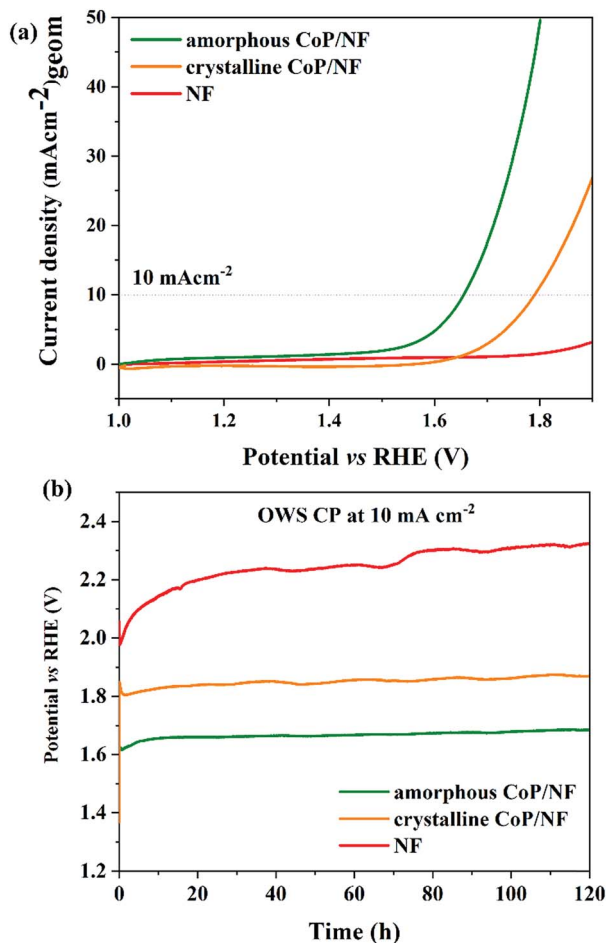 (a)
amorphous CoP/NF
crystalline CoP/NF
NF
10 mAcm-2
Current density (mAcm-2)geom
50
40
30
20
10
0
1.0 1.2 1.4 1.6 1.8
Potential vs RHE (V)
(b)
OWS CP at 10 mA cm-2
Potential vs RHE (V)
2.4
2.2
2.0
1.8
1.6
1.4
1.2
amorphous CoP/NF
crystalline CoP/NF
NF
0 20 40 60 80 100 120
Time (h)